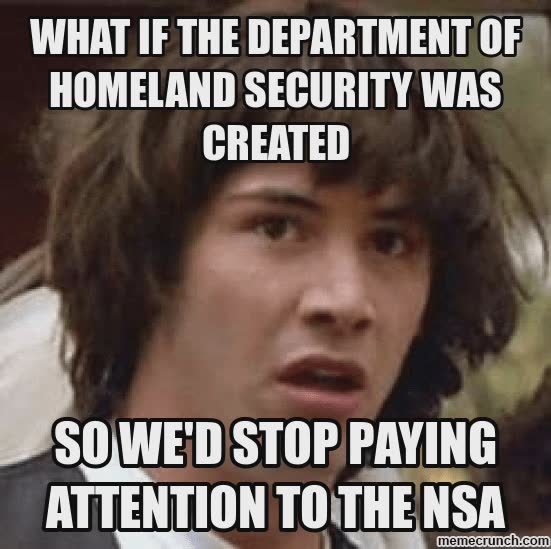 WHAT IF THE DEPARTMENT OF
HOMELAND SECURITY WAS
CREATED
SO WE'D STOP PAYING
ATTENTION TO THE NSA
memecrunch.com